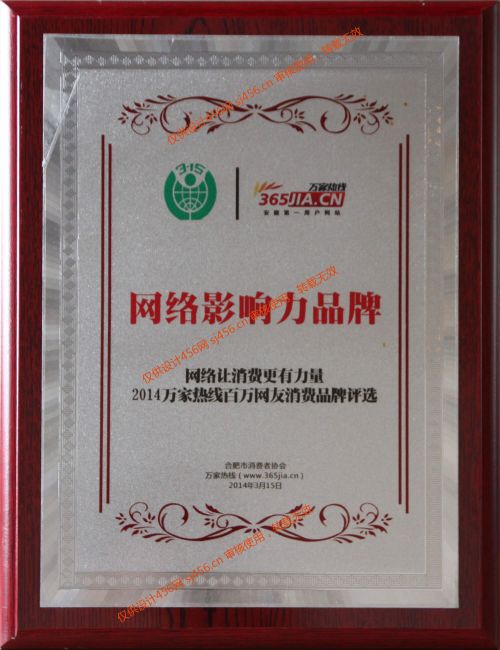 3·15
万家热线
365JIA.CN
安徽第一用户网站
网络影响力品牌
网络让消费更有力量
2014万家热线百万网友消费品牌评选
合肥市消费者协会
万家热线（www.365jia.cn）
2014年3月15日
仅供设计456网 sj456.com 审核使用，转载无效
仅供设计456网 sj456.com 审核使用，转载无效
仅供设计456网 sj456.com 审核使用，转载无效